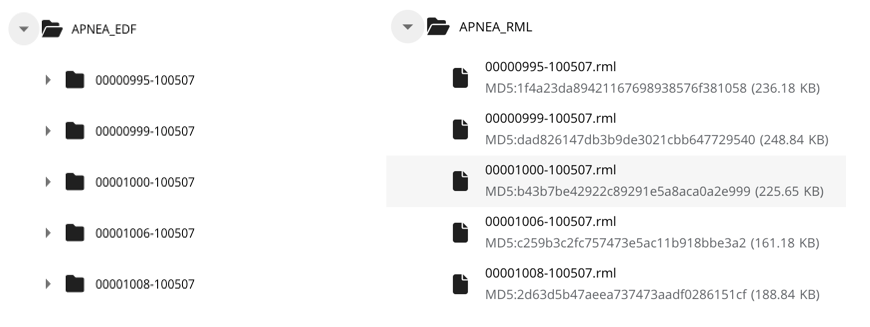 APNEA_EDF
00000995-100507
00000999-100507
00001000-100507
00001006-100507
00001008-100507
APNEA_RML
00000995-100507.rml
MD5:1f4a23da89421167698938576f381058 (236.18 KB)
00000999-100507.rml
MD5:dad826147db3b9de3021cbb647729540 (248.84 KB)
00001000-100507.rml
MD5:b43b7be42922c89291e5a8aca0a2e999 (225.65 KB)
00001006-100507.rml
MD5:c259b3c2fc757473e5ac11b918bbe3a2 (161.18 KB)
00001008-100507.rml
MD5:2d63d5b47aeea737473aadf0286151cf (188.84 KB)